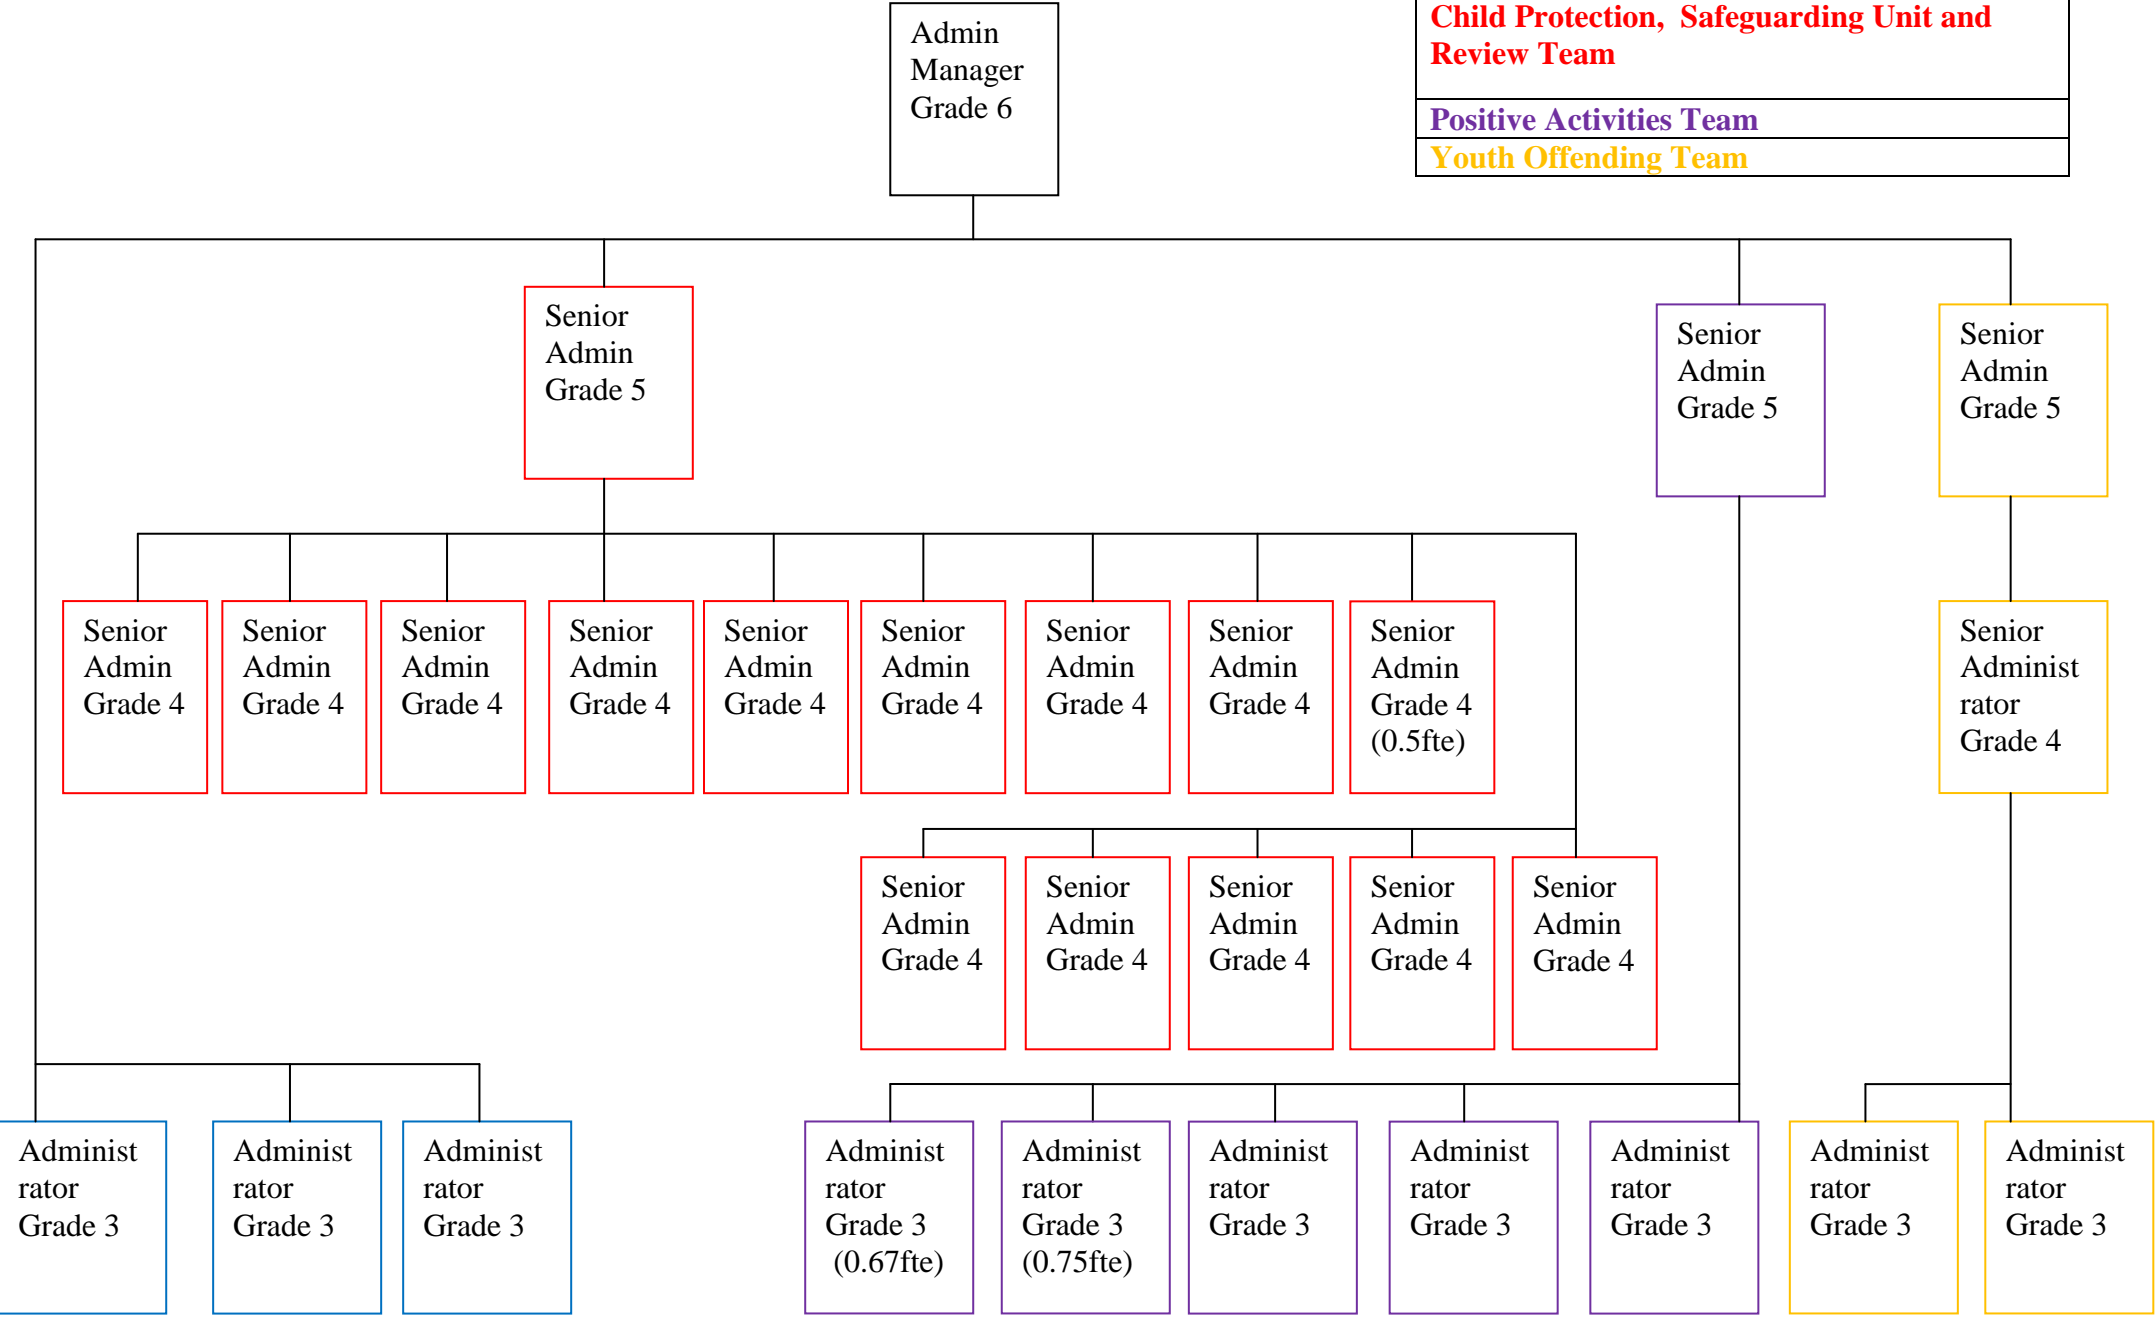 Admin
Manager
Grade 6
Child Protection,  Safeguarding Unit and
Review Team
Positive Activities Team
Youth Offending Team
Senior
Admin
Grade 5
Senior
Admin
Grade 5
Senior
Admin
Grade 5
Senior
Admin
Grade 4
Senior
Admin
Grade 4
Senior
Admin
Grade 4
Senior
Admin
Grade 4
Senior
Admin
Grade 4
Senior
Admin
Grade 4
Senior
Admin
Grade 4
Senior
Admin
Grade 4
Senior
Admin
Grade 4
(0.5fte)
Senior
Administ
rator
Grade 4
Senior
Admin
Grade 4
Senior
Admin
Grade 4
Senior
Admin
Grade 4
Senior
Admin
Grade 4
Senior
Admin
Grade 4
Administ
rator
Grade 3
Administ
rator
Grade 3
Administ
rator
Grade 3
Administ
rator
Grade 3
(0.67fte)
Administ
rator
Grade 3
(0.75fte)
Administ
rator
Grade 3
Administ
rator
Grade 3
Administ
rator
Grade 3
Administ
rator
Grade 3
Administ
rator
Grade 3